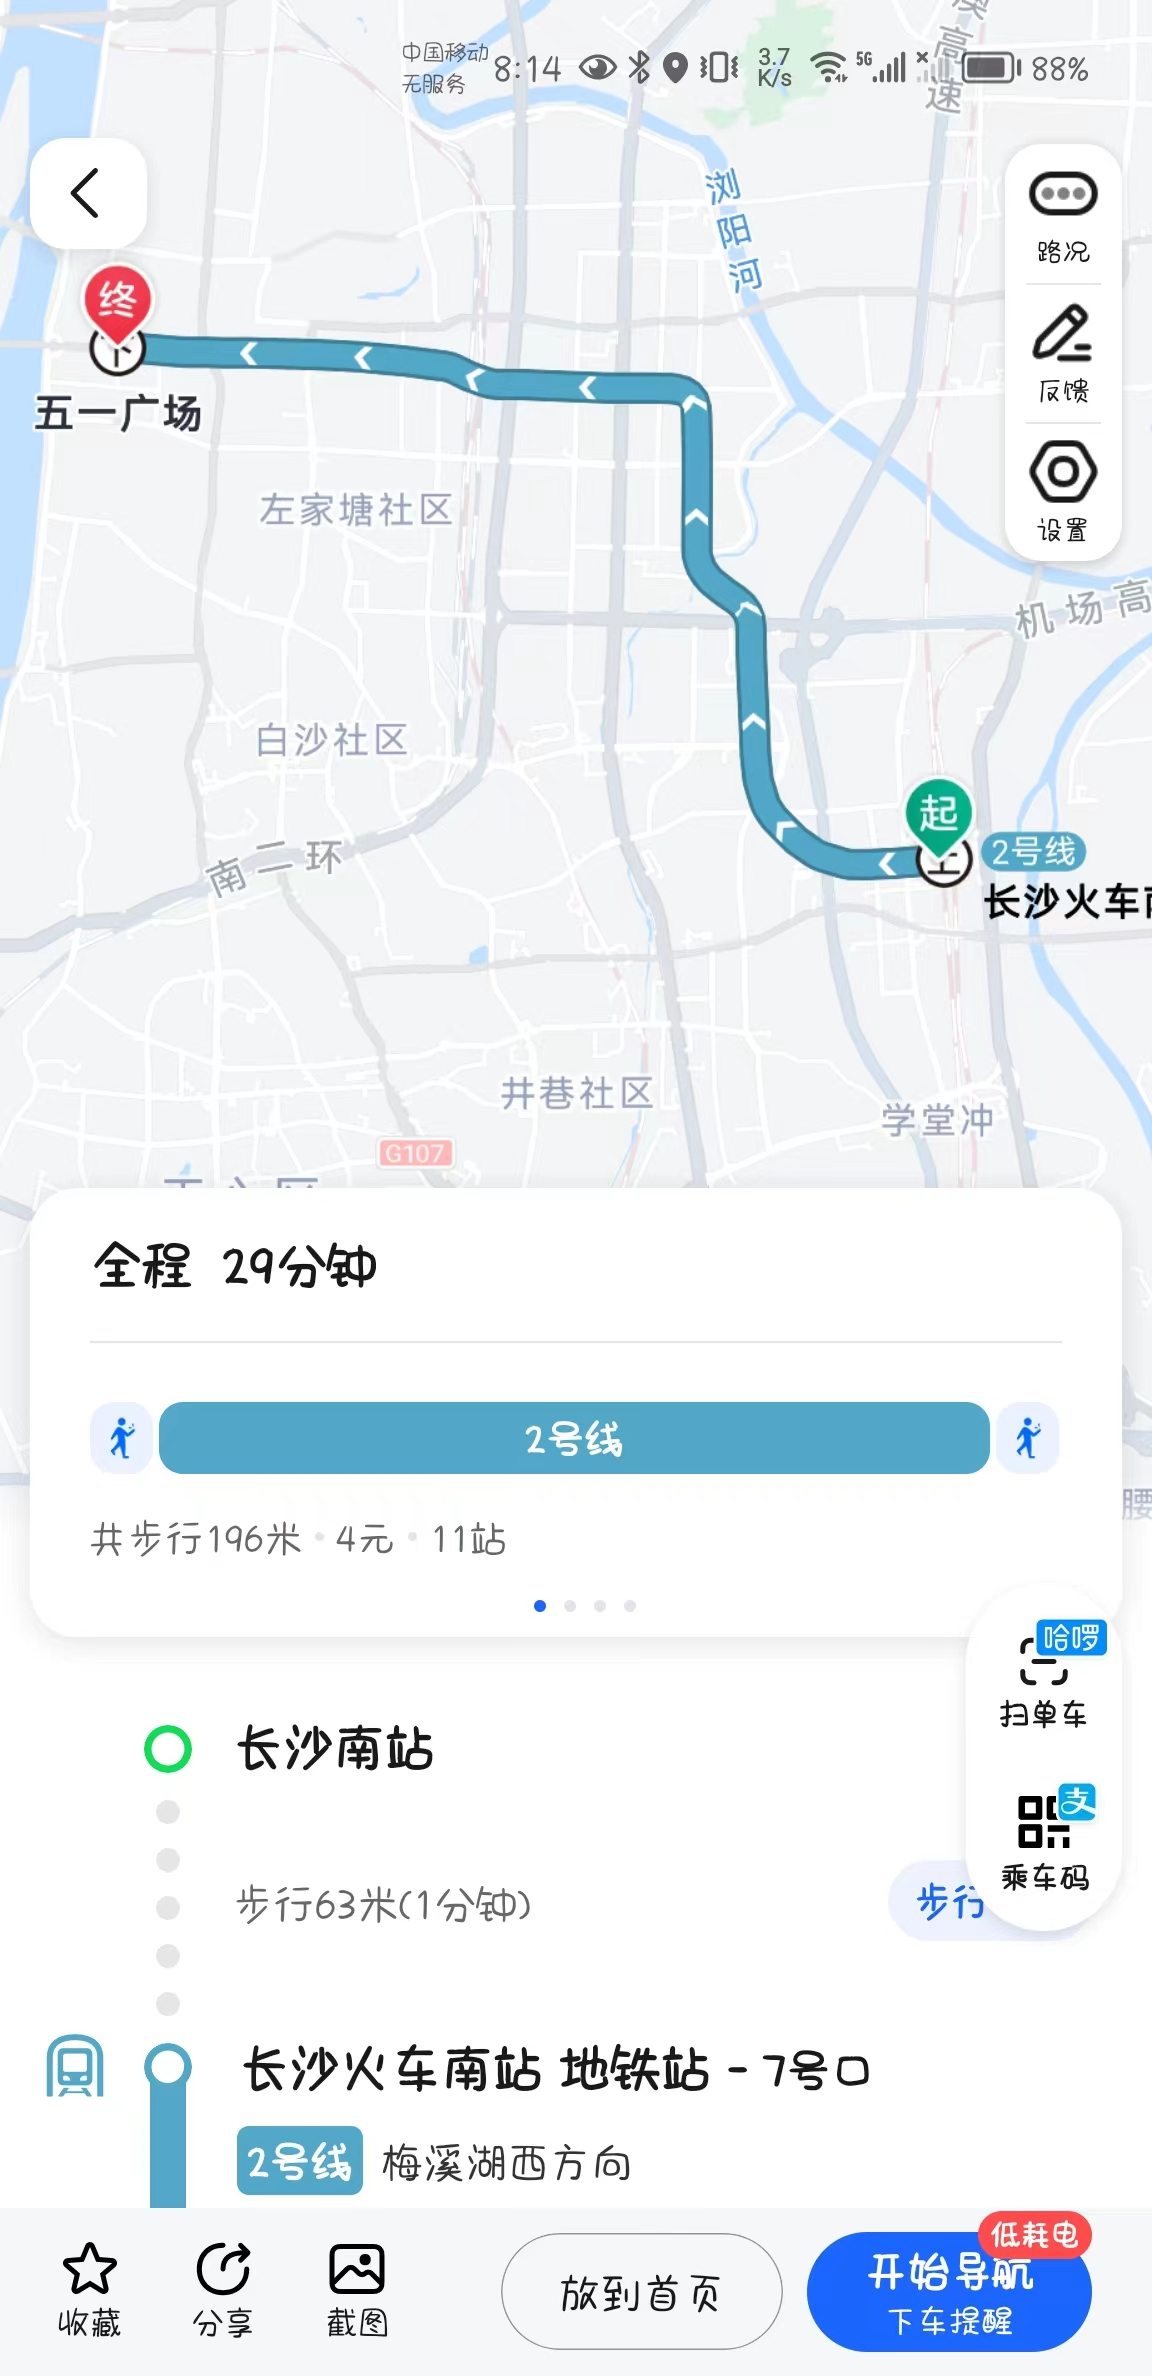 中国移动
无服务
8:14
3.7
K/s
5G
88%
高
速
浏
阳
河
路况
反馈
设置
终
下
五一广场
左家塘社区
机场高
白沙社区
起
上
2号线
长沙火车南
南二环
井巷社区
学堂冲
G107
全程 29分钟
2号线
共步行196米·4元·11站
腰
哈啰
扫单车
长沙南站
支
乘车码
步行63米(1分钟)
步行
长沙火车南站 地铁站 - 7号口
2号线 梅溪湖西方向
低耗电
收藏
分享
截图
放到首页
开始导航
下车提醒